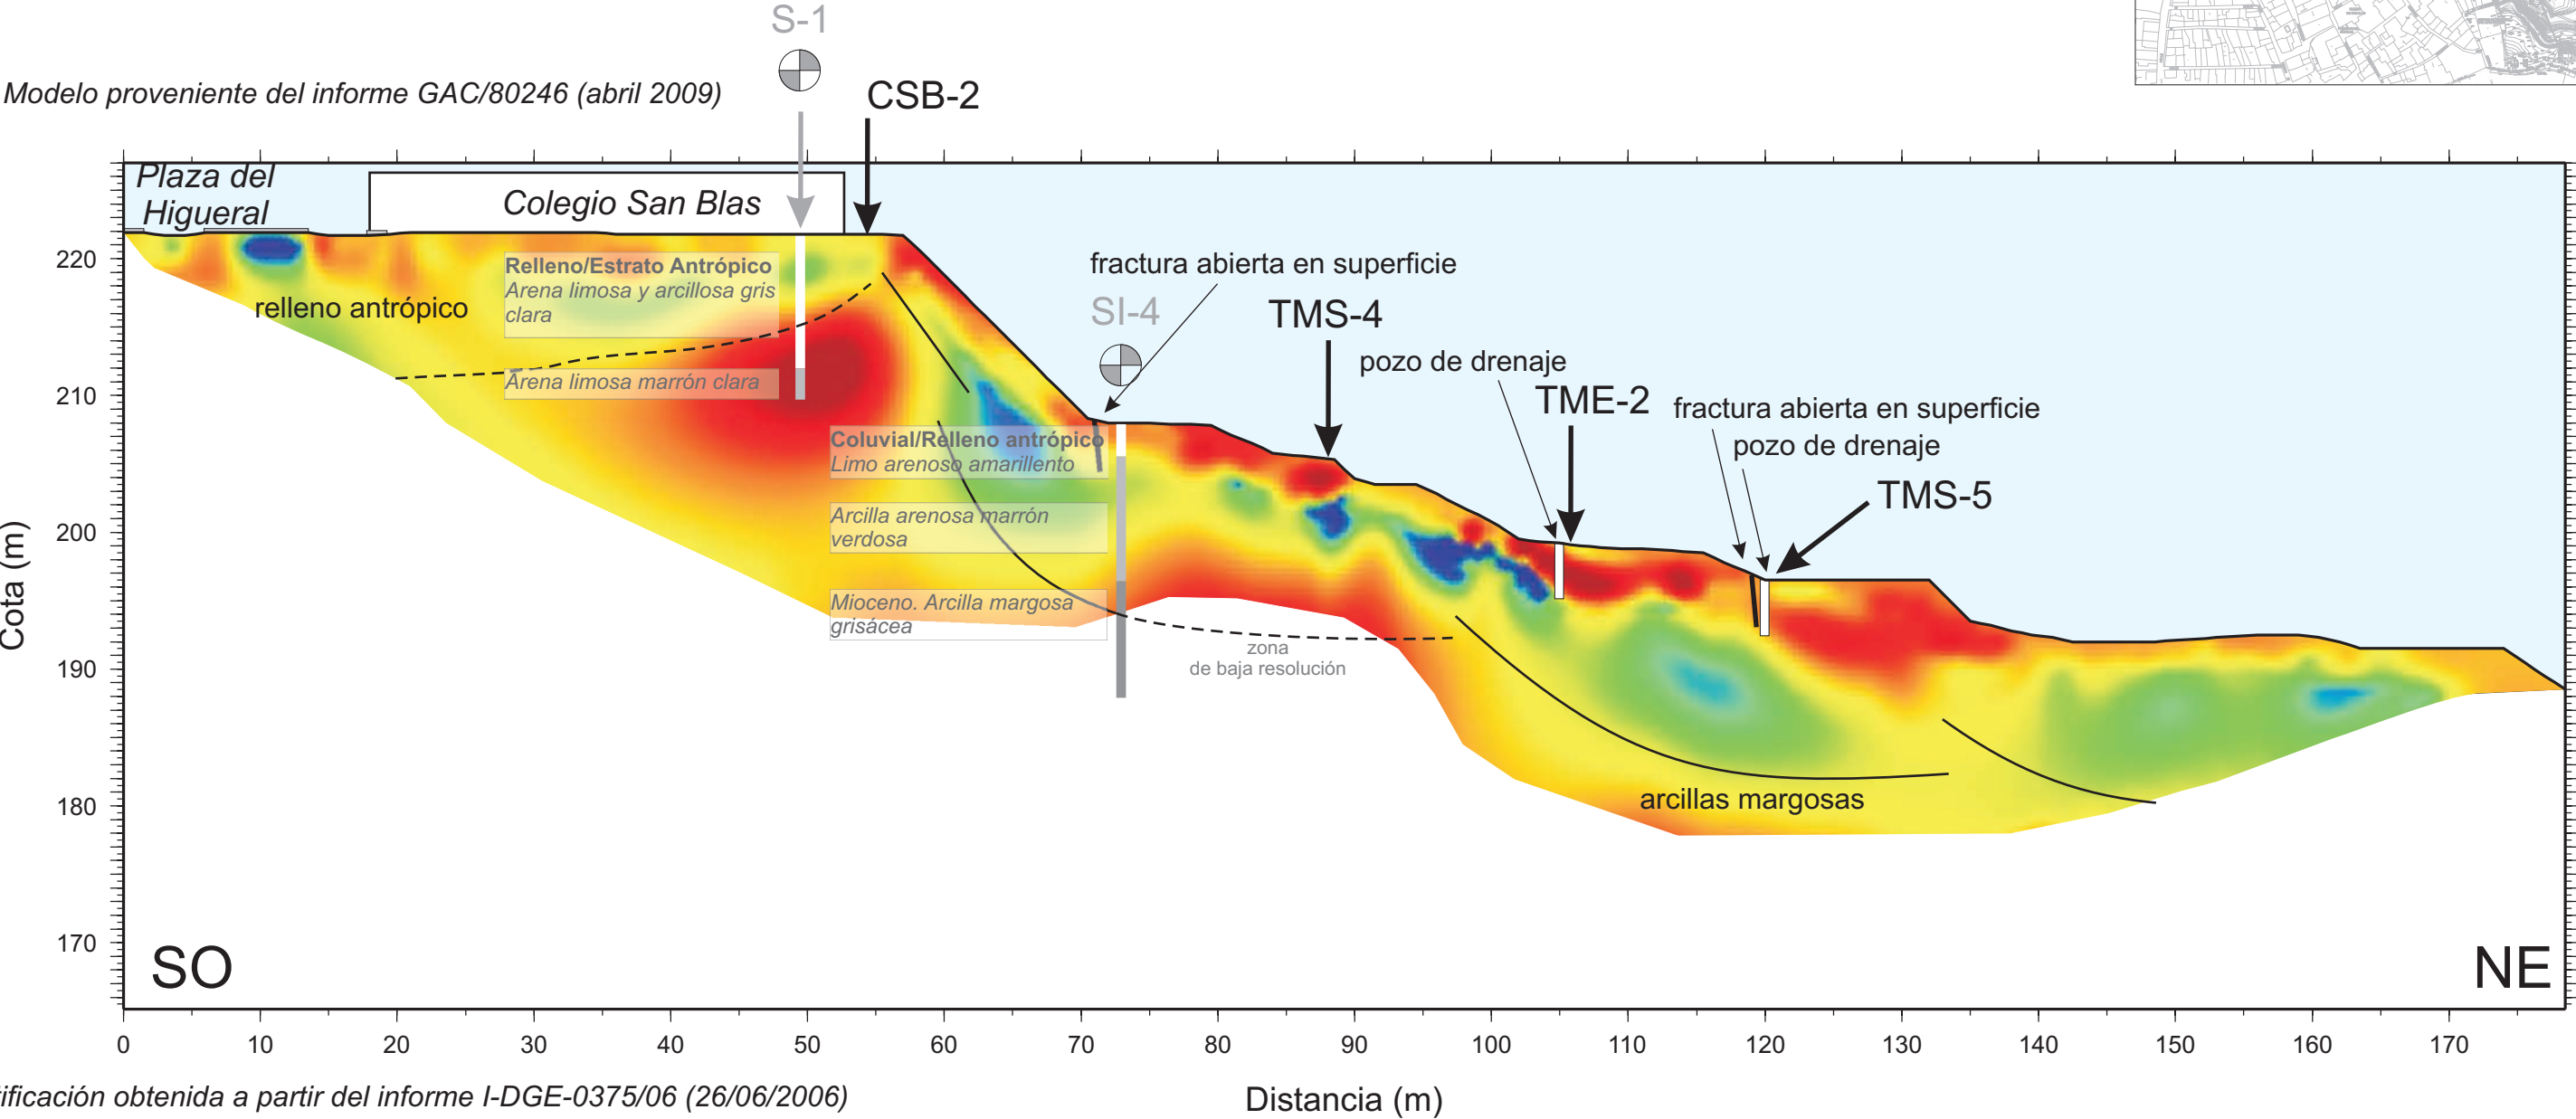 S-1
Modelo proveniente del informe GAC/80246 (abril 2009)
CSB-2
Plaza del
Higueral
Colegio San Blas
Relleno/Estrato Antrópico
Arena limosa y arcillosa gris
clara
relleno antrópico
Arena limosa marrón clara
fractura abierta en superficie
SI-4
TMS-4
pozo de drenaje
TME-2
fractura abierta en superficie
pozo de drenaje
TMS-5
Coluvial/Relleno antrópico
Limo arenoso amarillento
Arcilla arenosa marrón
verdosa
Mioceno. Arcilla margosa
grisácea
zona
de baja resolución
arcillas margosas
Cota (m)
220
210
200
190
180
170
SO
NE
0 10 20 30 40 50 60 70 80 90 100 110 120 130 140 150 160 170
ificación obtenida a partir del informe I-DGE-0375/06 (26/06/2006)
Distancia (m)